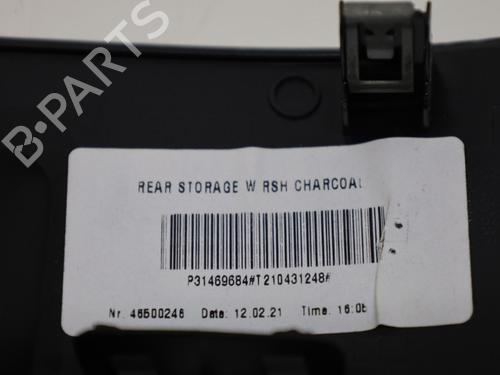 B-PARTS
REAR STORAGE W RSH CHARCOAL
P31469684#T210431248#
Nr. 46500246 Date: 12.02.21 Time: 16:05